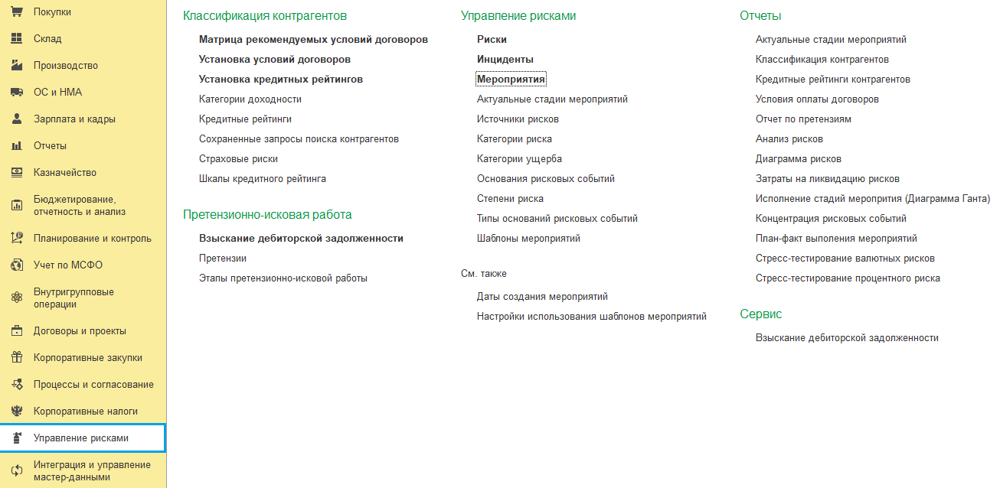 Покупки
Склад
Производство
ОС и НМА
Зарплата и кадры
Отчеты
Казначейство
Бюджетирование,
отчетность и анализ
Планирование и контроль
Учет по МСФО
Внутригрупповые
операции
Договоры и проекты
Корпоративные закупки
Процессы и согласование
Корпоративные налоги
Управление рисками
Интеграция и управление
мастер-данными
Классификация контрагентов
Матрица рекомендуемых условий договоров
Установка условий договоров
Установка кредитных рейтингов
Категории доходности
Кредитные рейтинги
Сохраненные запросы поиска контрагентов
Страховые риски
Шкалы кредитного рейтинга
Претензионно-исковая работа
Взыскание дебиторской задолженности
Претензии
Этапы претензионно-исковой работы
Управление рисками
Риски
Инциденты
Мероприятия
Актуальные стадии мероприятий
Источники рисков
Категории риска
Категории ущерба
Основания рисковых событий
Степени риска
Типы оснований рисковых событий
Шаблоны мероприятий
См. также
Даты создания мероприятий
Настройки использования шаблонов мероприятий
Отчеты
Актуальные стадии мероприятий
Классификация контрагентов
Кредитные рейтинги контрагентов
Условия оплаты договоров
Отчет по претензиям
Анализ рисков
Диаграмма рисков
Затраты на ликвидацию рисков
Исполнение стадий меропрития (Диаграмма Ганта)
Концентрация рисковых событий
План-факт выполения мероприятий
Стресс-тестирование валютных рисков
Стресс-тестирование процентного риска
Сервис
Взыскание дебиторской задолженности